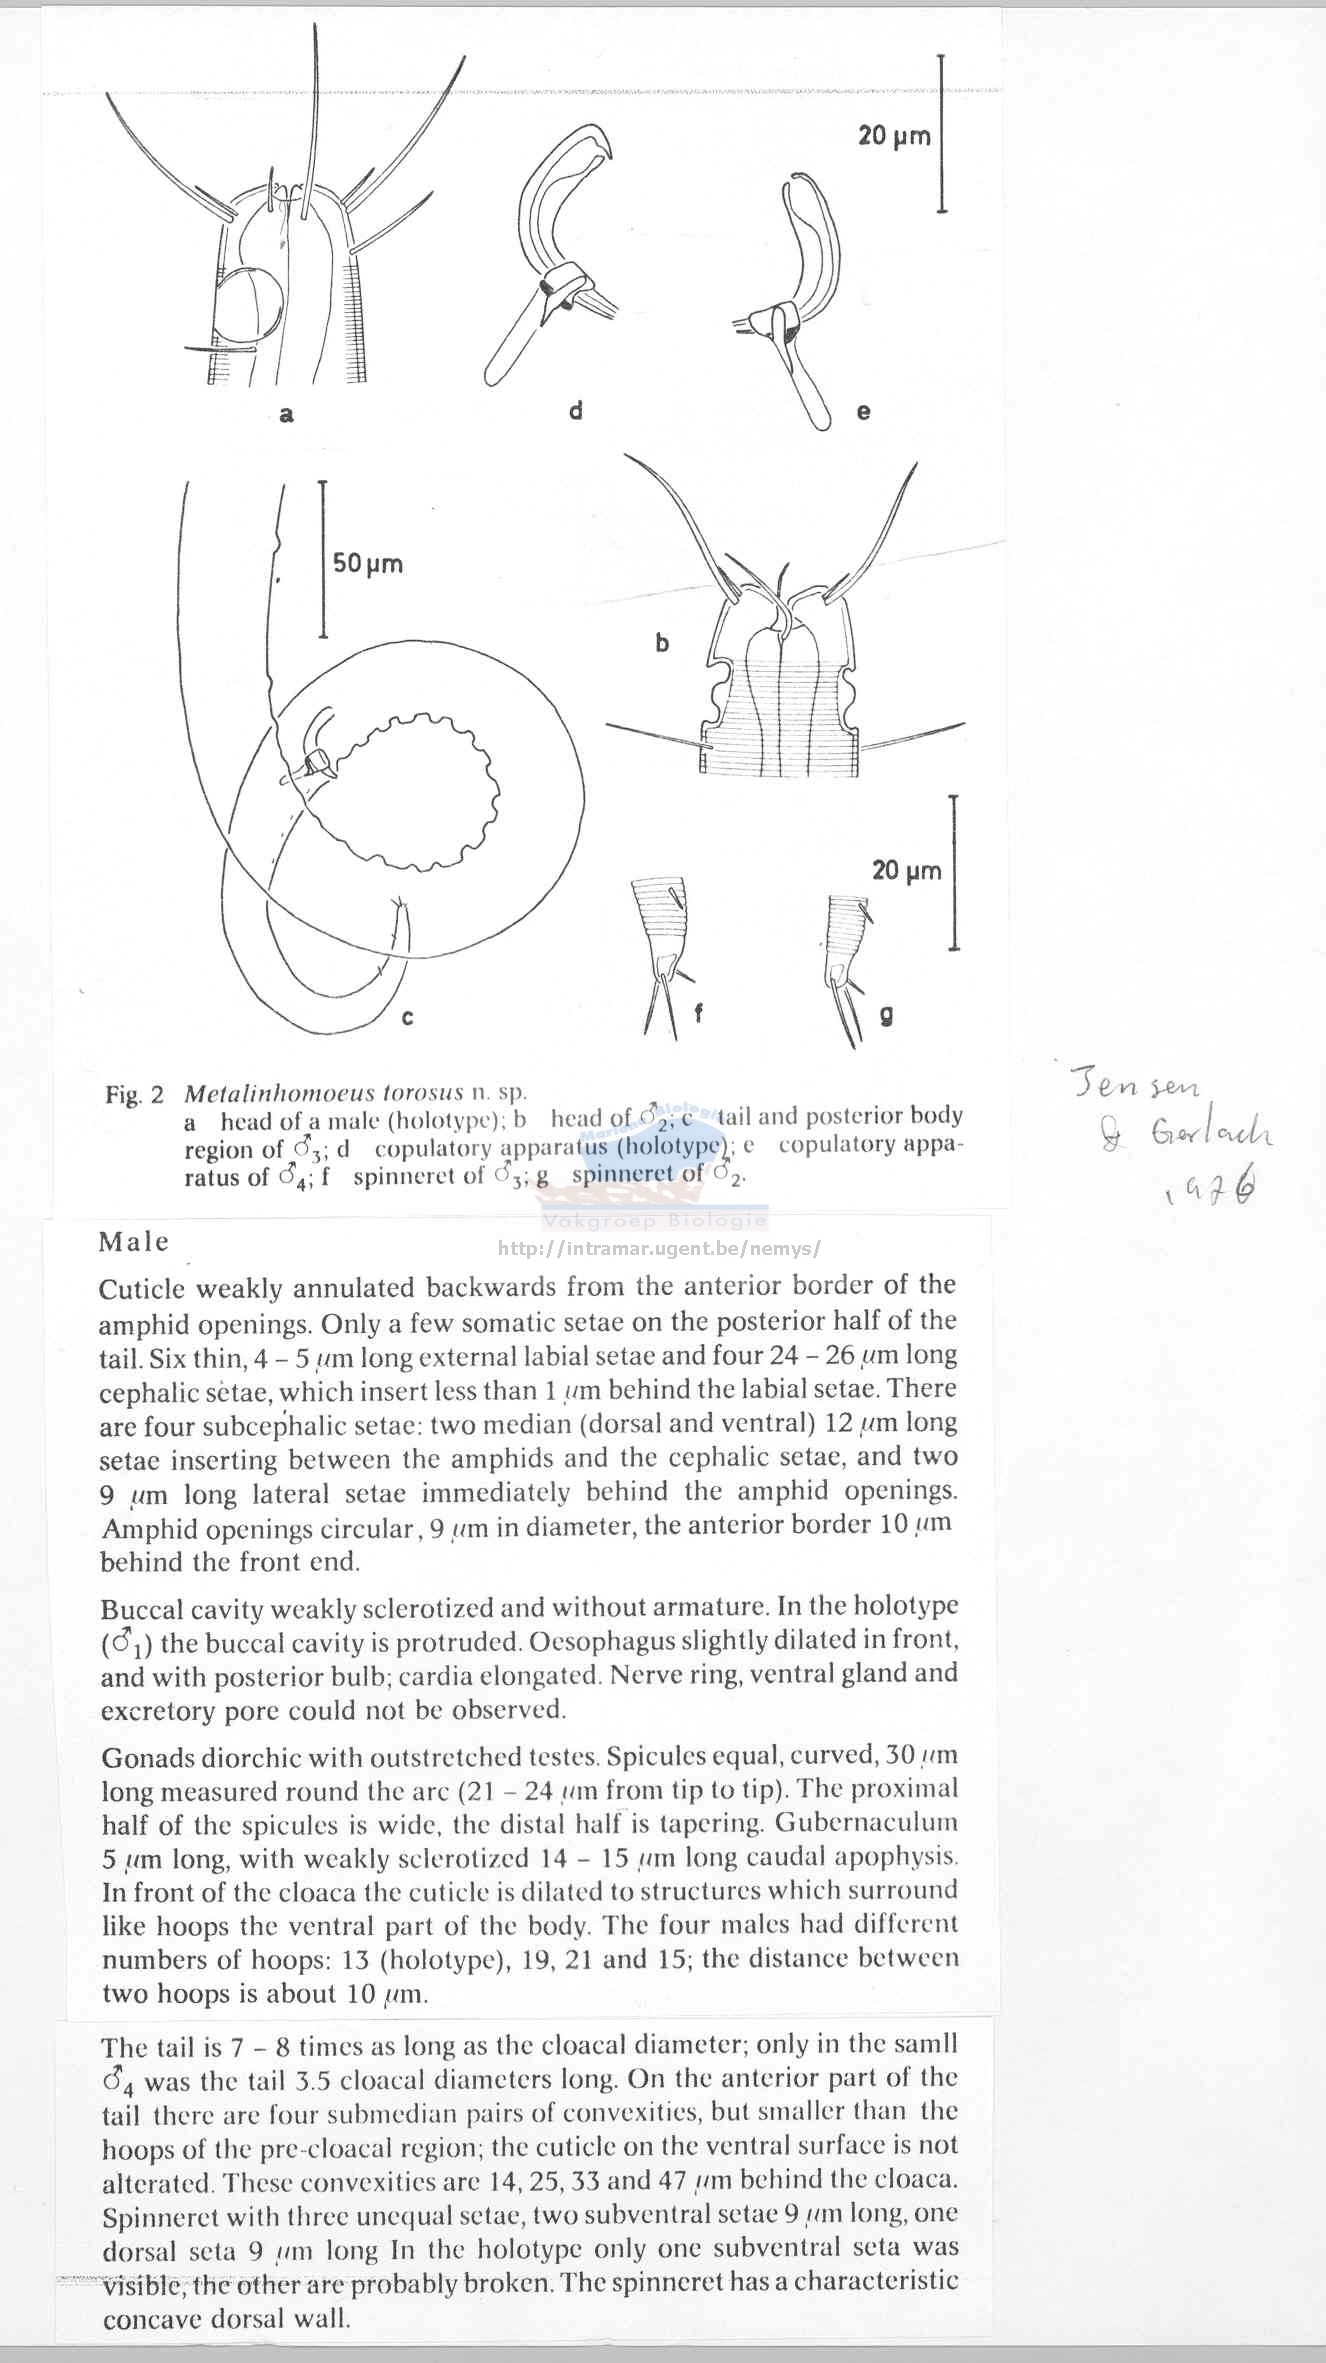 20 µm
a
d
e
50 µm
b
20 µm
c
f
g
Fig. 2 Metalinhomoeus torosus n. sp.
a head of a male (holotype); b head of ♂2; c tail and posterior body
region of ♂3; d copulatory apparatus (holotype); e copulatory appa-
ratus of ♂4; f spinneret of ♂3; g spinneret of ♂2.
Jensen
& Gerlach
1976
Mariene Biologie
Vakgroep Biologie
http://intramar.ugent.be/nemys/
Male
Cuticle weakly annulated backwards from the anterior border of the
amphid openings. Only a few somatic setae on the posterior half of the
tail. Six thin, 4 – 5 µm long external labial setae and four 24 – 26 µm long
cephalic setae, which insert less than 1 µm behind the labial setae. There
are four subcephalic setae: two median (dorsal and ventral) 12 µm long
setae inserting between the amphids and the cephalic setae, and two
9 µm long lateral setae immediately behind the amphid openings.
Amphid openings circular, 9 µm in diameter, the anterior border 10 µm
behind the front end.
Buccal cavity weakly sclerotized and without armature. In the holotype
(♂1) the buccal cavity is protruded. Oesophagus slightly dilated in front,
and with posterior bulb; cardia elongated. Nerve ring, ventral gland and
excretory pore could not be observed.
Gonads diorchic with outstretched testes. Spicules equal, curved, 30 µm
long measured round the arc (21 – 24 µm from tip to tip). The proximal
half of the spicules is wide, the distal half is tapering. Gubernaculum
5 µm long, with weakly sclerotized 14 – 15 µm long caudal apophysis.
In front of the cloaca the cuticle is dilated to structures which surround
like hoops the ventral part of the body. The four males had different
numbers of hoops: 13 (holotype), 19, 21 and 15; the distance between
two hoops is about 10 µm.
The tail is 7 – 8 times as long as the cloacal diameter; only in the samll
♂4 was the tail 3.5 cloacal diameters long. On the anterior part of the
tail there are four submedian pairs of convexities, but smaller than the
hoops of the pre-cloacal region; the cuticle on the ventral surface is not
alterated. These convexities are 14, 25, 33 and 47 µm behind the cloaca.
Spinneret with three unequal setae, two subventral setae 9 µm long, one
dorsal seta 9 µm long In the holotype only one subventral seta was
visible, the other are probably broken. The spinneret has a characteristic
concave dorsal wall.